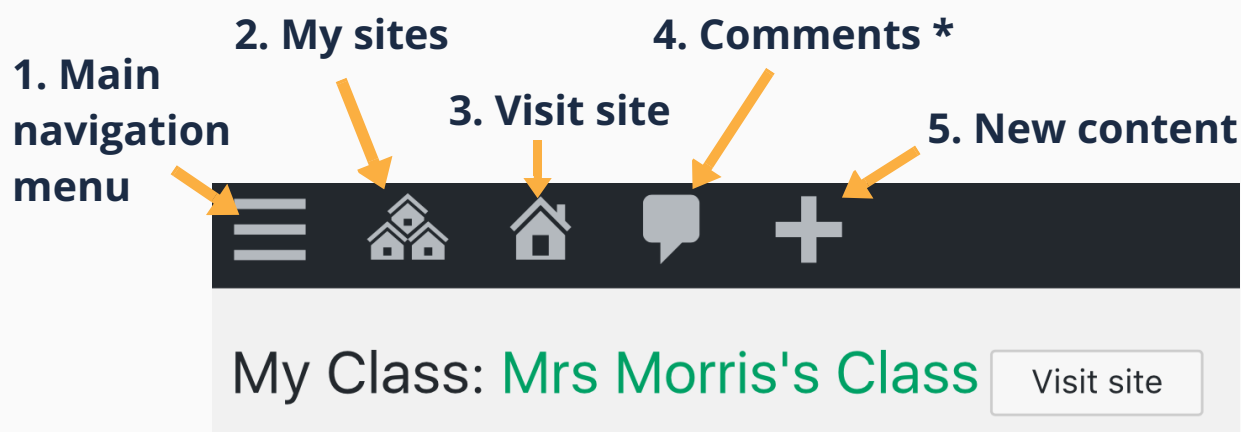 1. Main
navigation
menu
2. My sites
3. Visit site
4. Comments *
5. New content
My Class: Mrs Morris's Class
Visit site